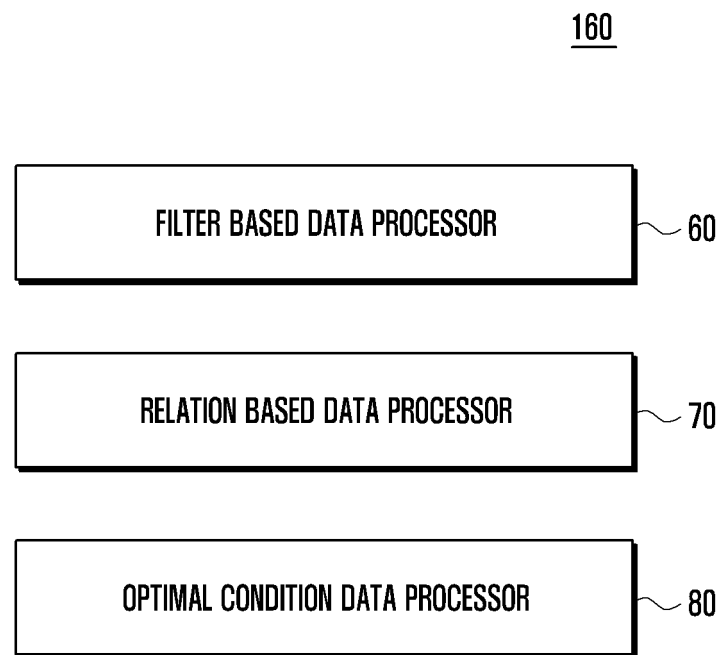 160
FILTER BASED DATA PROCESSOR
60
RELATION BASED DATA PROCESSOR
70
OPTIMAL CONDITION DATA PROCESSOR
80